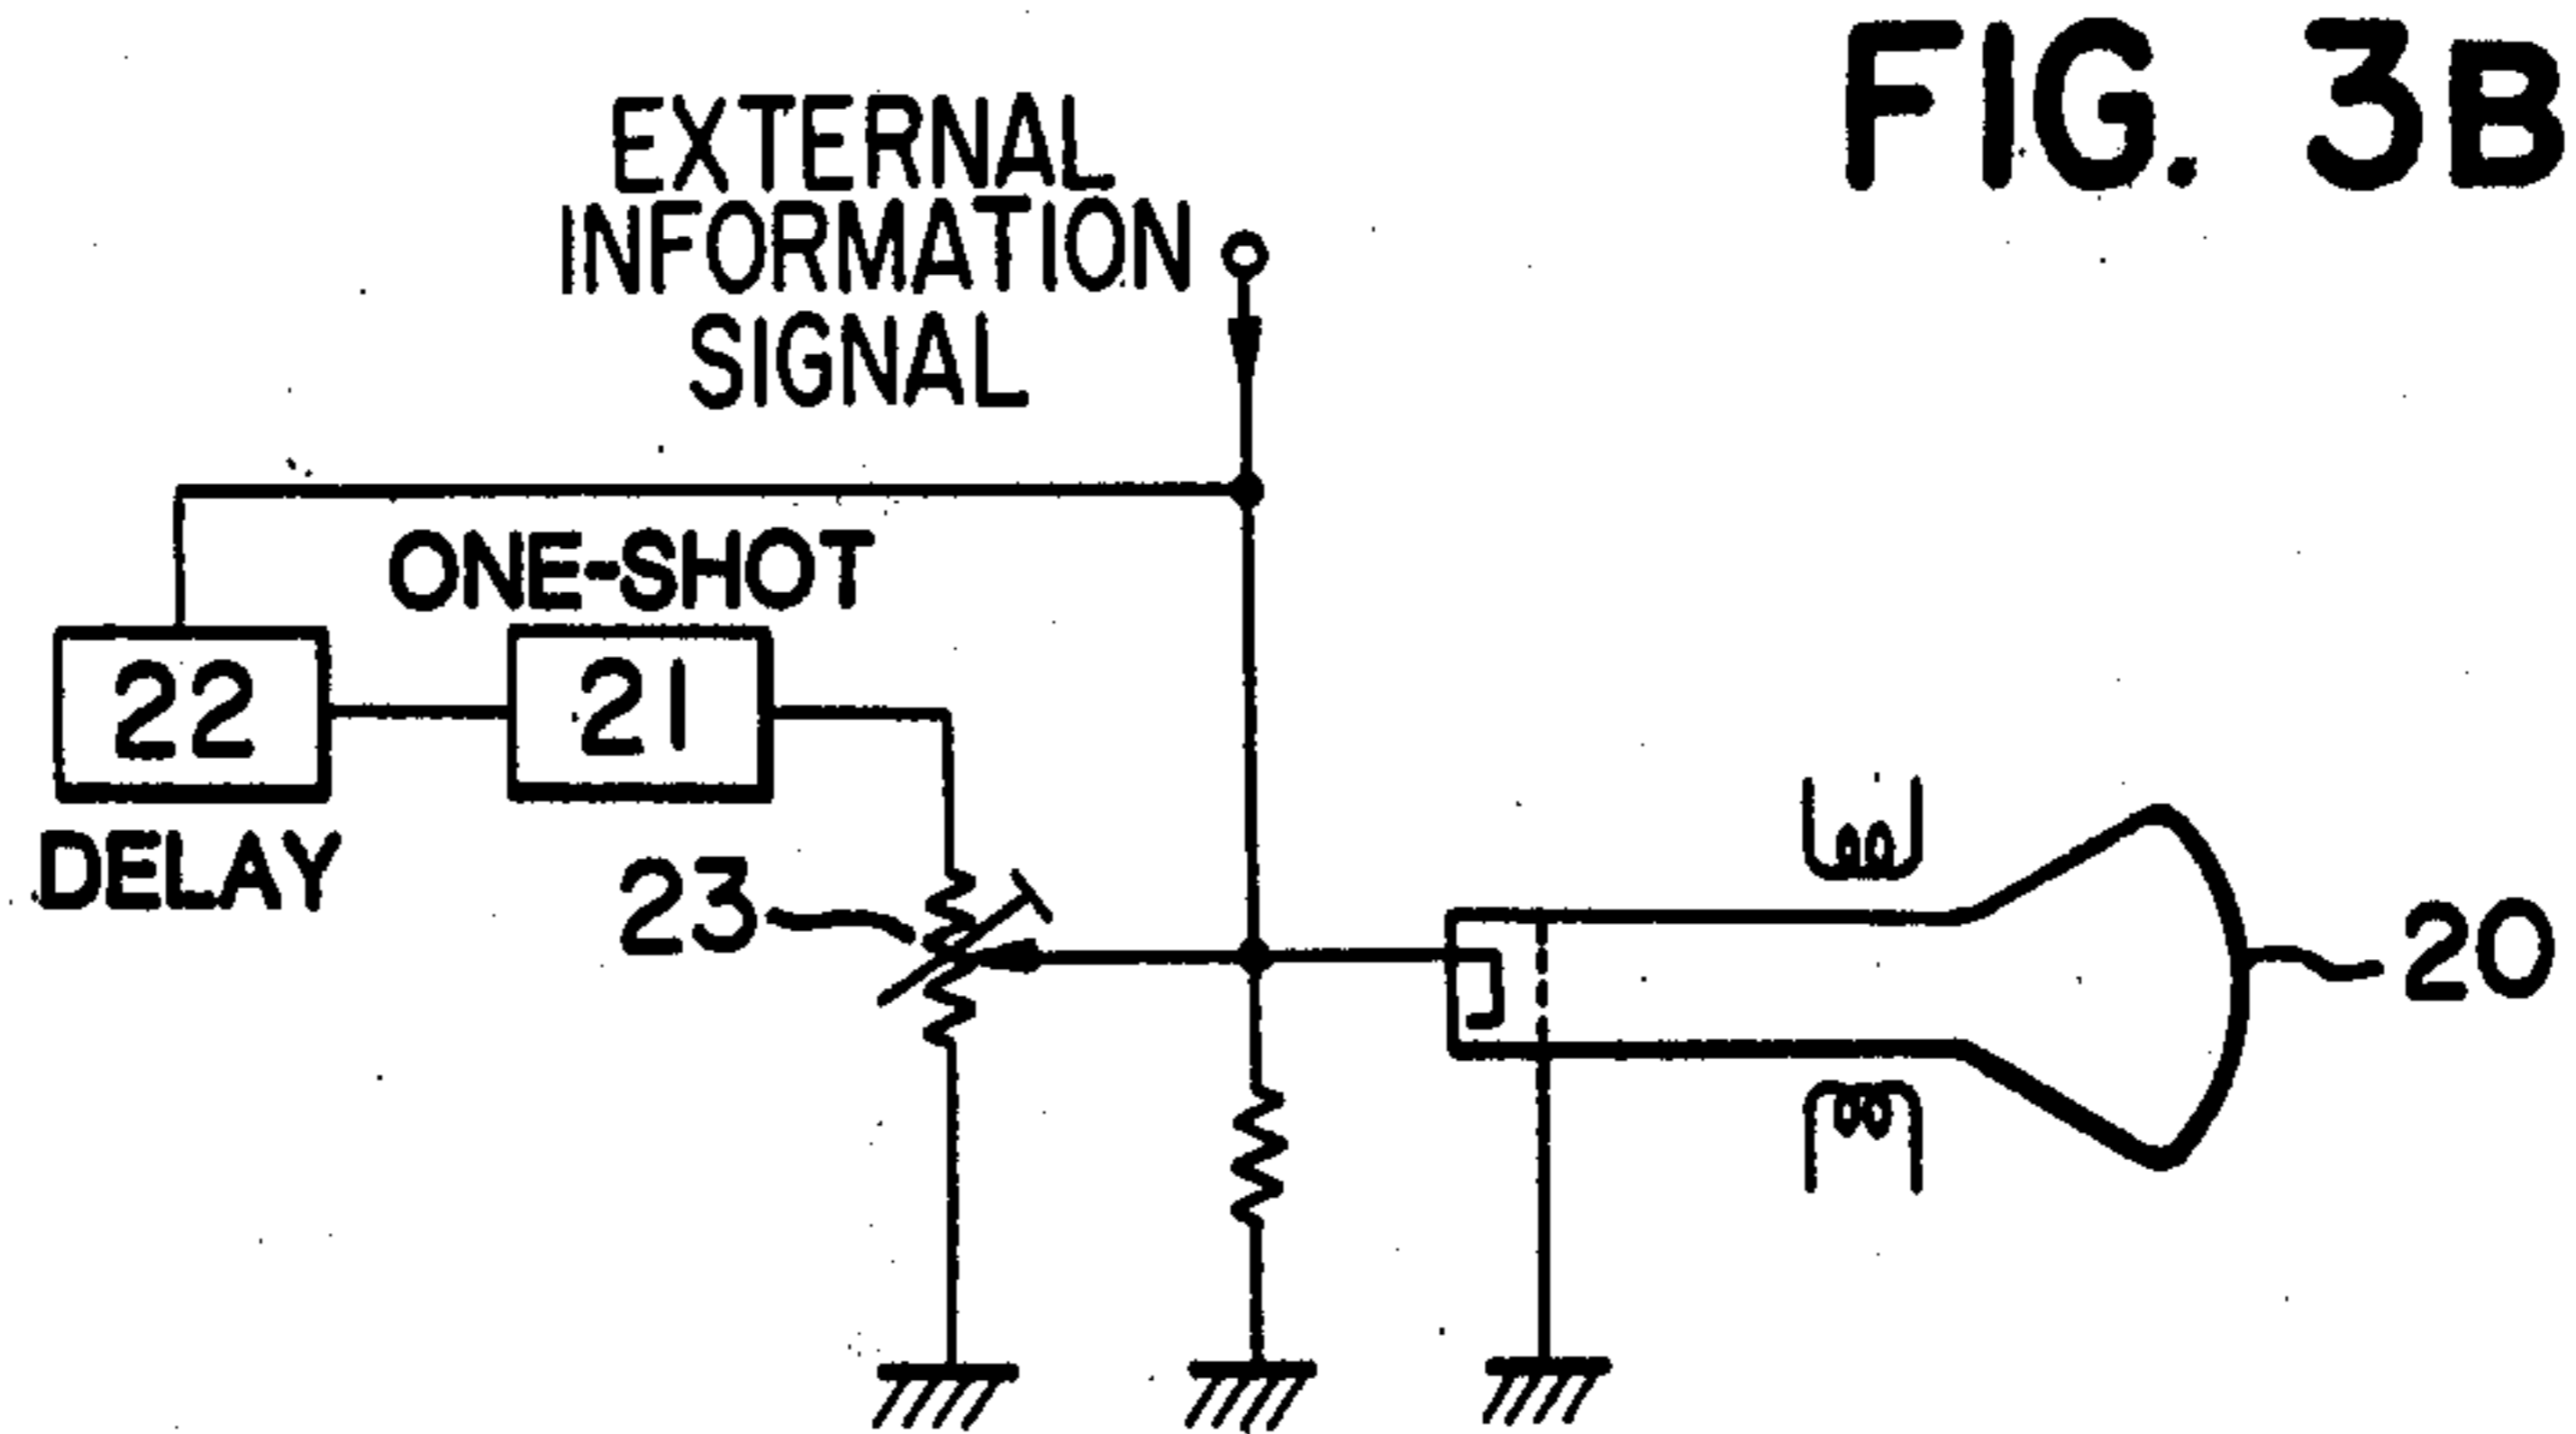 FIG. 3B
EXTERNAL
INFORMATION
SIGNAL
ONE-SHOT
22
21
DELAY
23
20